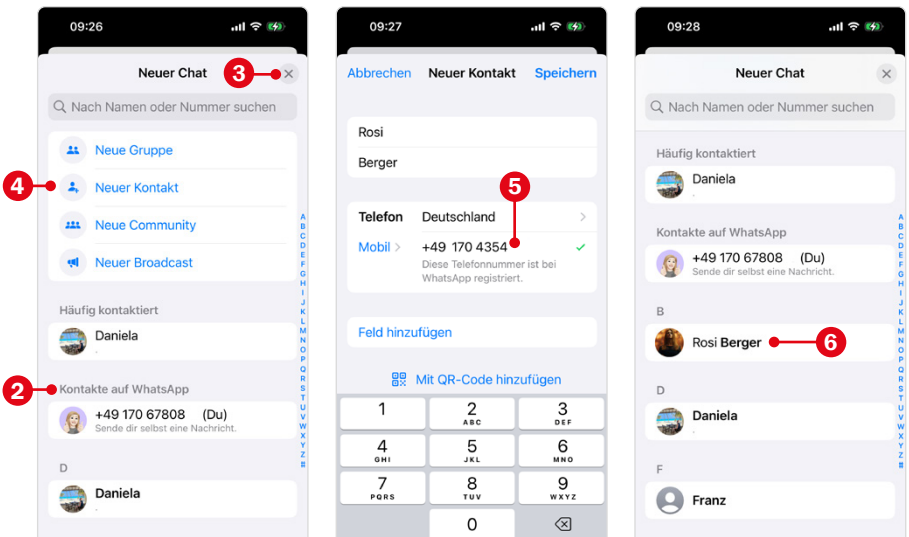 09:26
Neuer Chat
3
Nach Namen oder Nummer suchen
Neue Gruppe
4
Neuer Kontakt
Neue Community
Neuer Broadcast
Häufig kontaktiert
Daniela
.
2
Kontakte auf WhatsApp
+49 170 67808 (Du)
Sende dir selbst eine Nachricht.
D
Daniela
.
A
B
C
D
E
F
G
H
I
J
K
L
M
N
O
P
Q
R
S
T
U
V
W
X
Y
Z
#
09:27
Abbrechen Neuer Kontakt Speichern
Rosi
Berger
5
Telefon Deutschland
Mobil +49 170 4354
Diese Telefonnummer ist bei
WhatsApp registriert.
Feld hinzufügen
Mit QR-Code hinzufügen
1 2 3
ABC DEF
4 5 6
GHI JKL MNO
7 8 9
PQRS TUV WXYZ
0
09:28
Neuer Chat
Nach Namen oder Nummer suchen
Häufig kontaktiert
Daniela
.
Kontakte auf WhatsApp
+49 170 67808 (Du)
Sende dir selbst eine Nachricht.
B
Rosi Berger
6
D
Daniela
.
F
Franz
A
B
C
D
E
F
G
H
I
J
K
L
M
N
O
P
Q
R
S
T
U
V
W
X
Y
Z
#